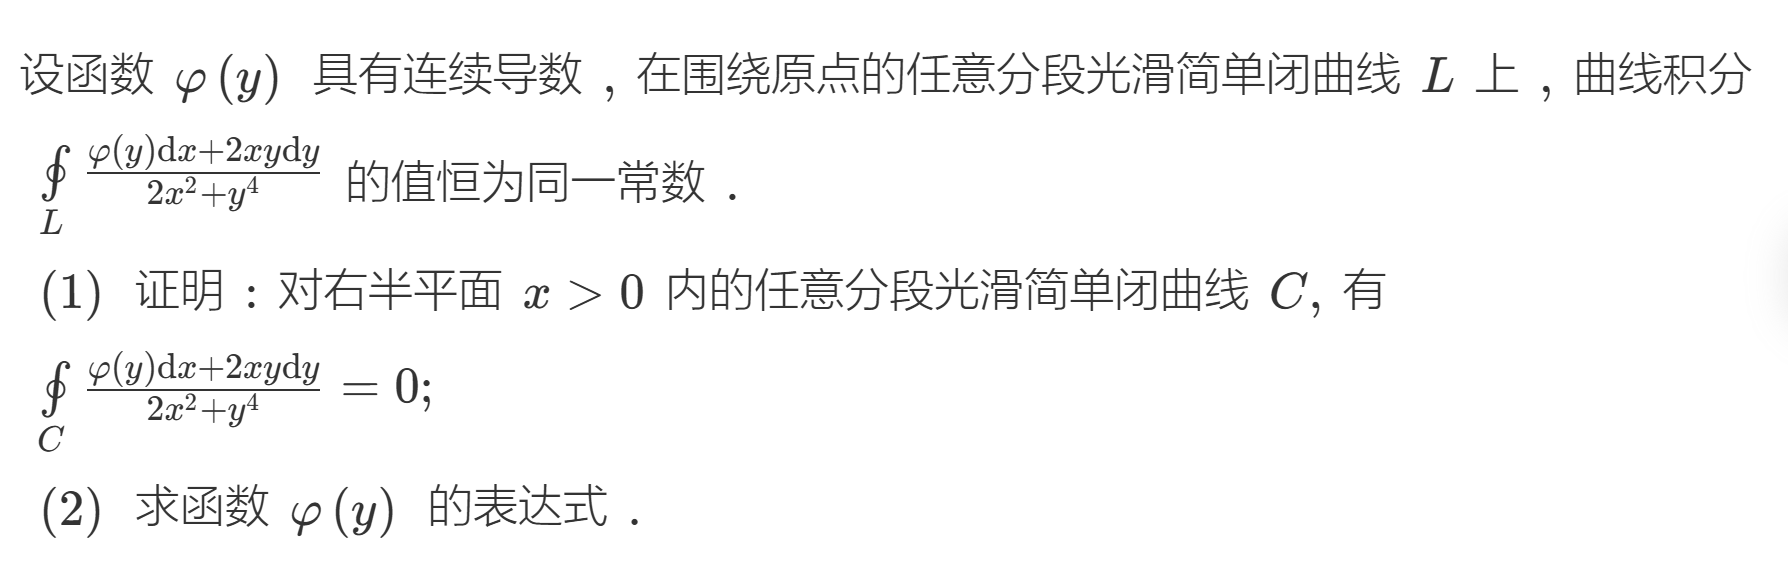 设函数 φ(y) 具有连续导数，在围绕原点的任意分段光滑简单闭曲线 L 上，曲线积分
∮_L (φ(y)dx+2xydy)/(2x²+y⁴) 的值恒为同一常数．
(1) 证明：对右半平面 x > 0 内的任意分段光滑简单闭曲线 C, 有
∮_C (φ(y)dx+2xydy)/(2x²+y⁴) = 0;
(2) 求函数 φ(y) 的表达式．